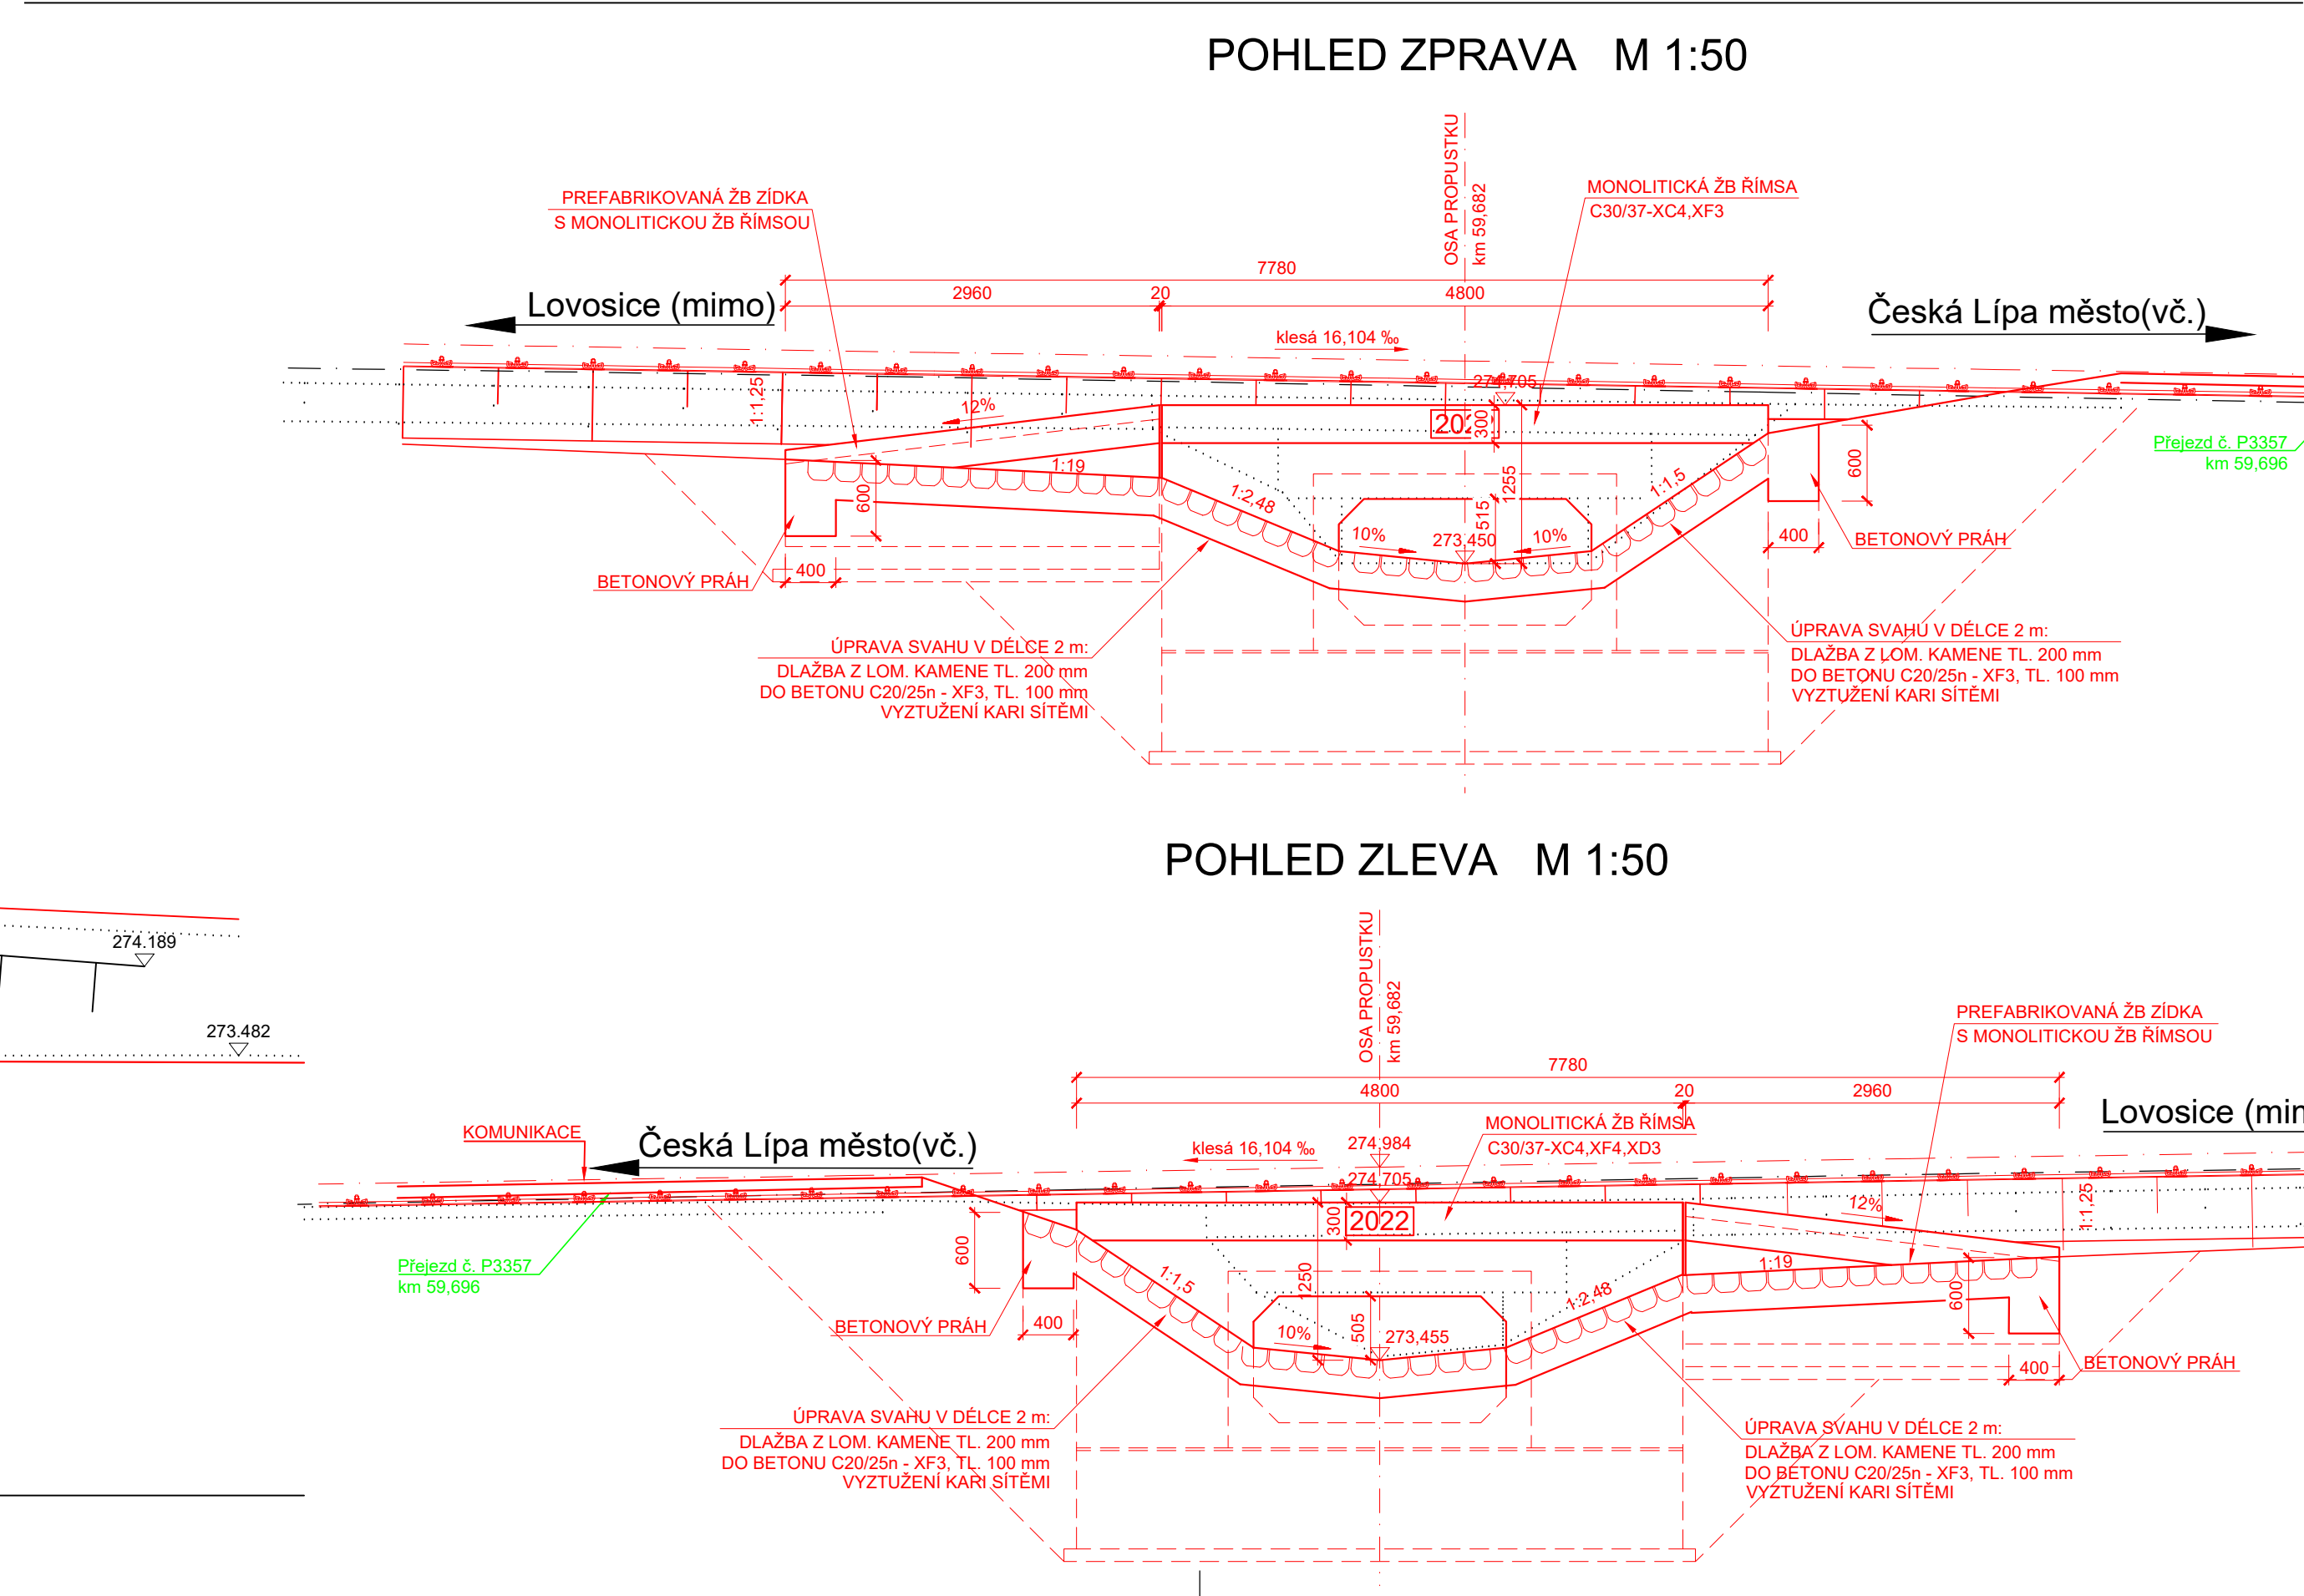 POHLED ZPRAVA M 1:50
OSA PROPUSTKU
km 59,682
PREFABRIKOVANÁ ŽB ZÍDKA
S MONOLITICKOU ŽB ŘÍMSOU
MONOLITICKÁ ŽB ŘÍMSA
C30/37-XC4,XF3
7780
2960
20
4800
Lovosice (mimo)
Česká Lípa město(vč.)
klesá 16,104 ‰
274,705
1:1,25
12%
300
Přejezd č. P3357
km 59,696
1:19
600
1:2,48
1255
515
1:1,5
600
10%
273,450
10%
400
BETONOVÝ PRÁH
400
BETONOVÝ PRÁH
ÚPRAVA SVAHU V DÉLCE 2 m:
DLAŽBA Z LOM. KAMENE TL. 200 mm
DO BETONU C20/25n - XF3, TL. 100 mm
VYZTUŽENÍ KARI SÍTĚMI
ÚPRAVA SVAHU V DÉLCE 2 m:
DLAŽBA Z LOM. KAMENE TL. 200 mm
DO BETONU C20/25n - XF3, TL. 100 mm
VYZTUŽENÍ KARI SÍTĚMI
POHLED ZLEVA M 1:50
274.189
273.482
OSA PROPUSTKU
km 59,682
PREFABRIKOVANÁ ŽB ZÍDKA
S MONOLITICKOU ŽB ŘÍMSOU
7780
4800
20
2960
KOMUNIKACE
Česká Lípa město(vč.)
klesá 16,104 ‰
274,984
MONOLITICKÁ ŽB ŘÍMSA
C30/37-XC4,XF4,XD3
Lovosice
274,705
300
2022
12%
1:1,25
600
Přejezd č. P3357
km 59,696
1:1,5
1250
505
1:2,48
1:19
600
10%
273,455
BETONOVÝ PRÁH
400
400
BETONOVÝ PRÁH
ÚPRAVA SVAHU V DÉLCE 2 m:
DLAŽBA Z LOM. KAMENE TL. 200 mm
DO BETONU C20/25n - XF3, TL. 100 mm
VYZTUŽENÍ KARI SÍTĚMI
ÚPRAVA SVAHU V DÉLCE 2 m:
DLAŽBA Z LOM. KAMENE TL. 200 mm
DO BETONU C20/25n - XF3, TL. 100 mm
VYZTUŽENÍ KARI SÍTĚMI